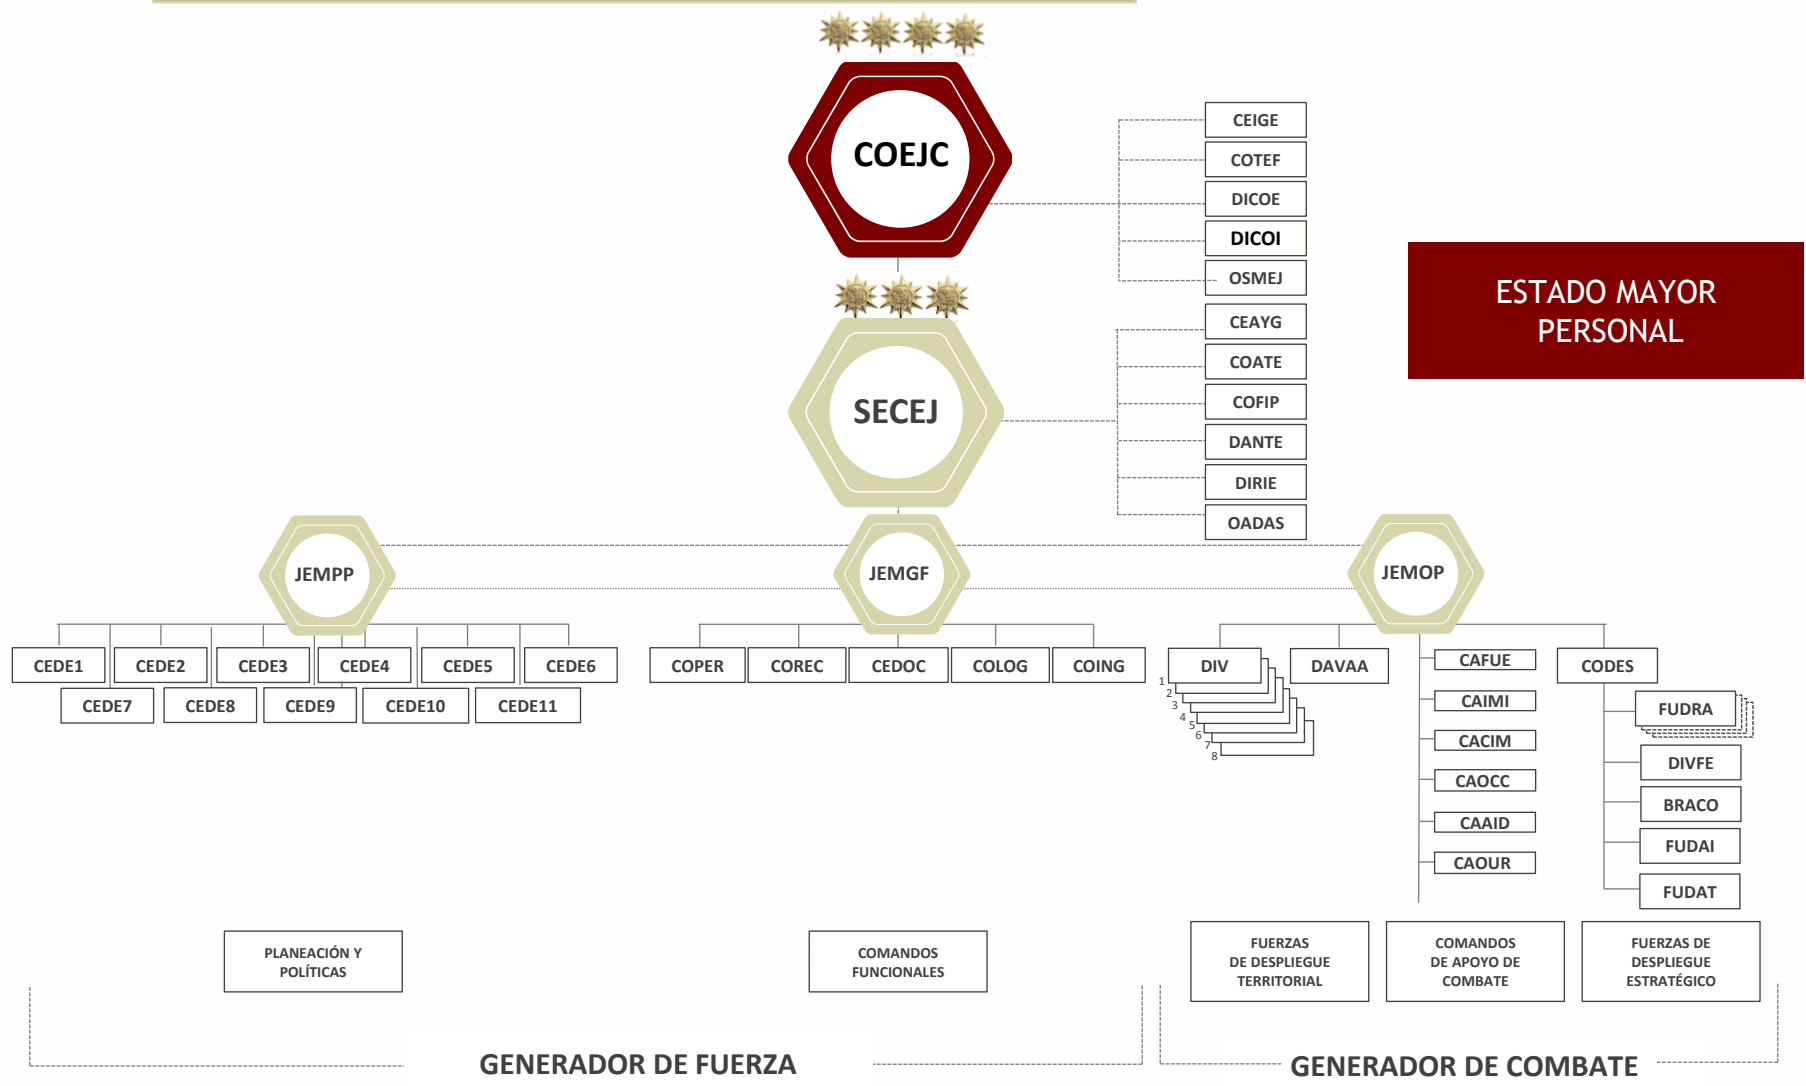 COEJC
CEIGE
COTEF
DICOE
DICOI
OSMEJ
ESTADO MAYOR
PERSONAL
SECEJ
CEAYG
COATE
COFIP
DANTE
DIRIE
OADAS
JEMPP
JEMGF
JEMOP
CEDE1
CEDE2
CEDE3
CEDE4
CEDE5
CEDE6
CEDE7
CEDE8
CEDE9
CEDE10
CEDE11
COPER
COREC
CEDOC
COLOG
COING
DIV
1
2
3
4
5
6
7
8
DAVAA
CAFUE
CAIMI
CACIM
CAOCC
CAAID
CAOUR
CODES
FUDRA
DIVFE
BRACO
FUDAI
FUDAT
PLANEACIÓN Y
POLÍTICAS
COMANDOS
FUNCIONALES
FUERZAS
DE DESPLIEGUE
TERRITORIAL
COMANDOS
DE APOYO DE
COMBATE
FUERZAS DE
DESPLIEGUE
ESTRATÉGICO
GENERADOR DE FUERZA
GENERADOR DE COMBATE